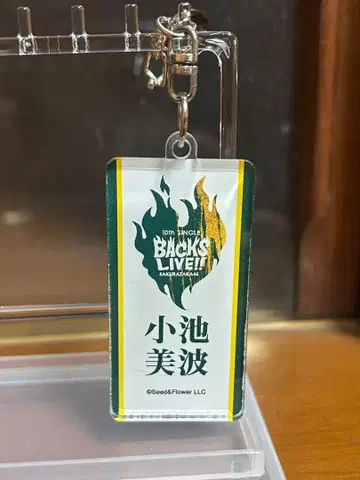 10th SINGLE
BACKS
LIVE!!
SAKURAZAKA46
小池
美波
©Seed&Flower LLC